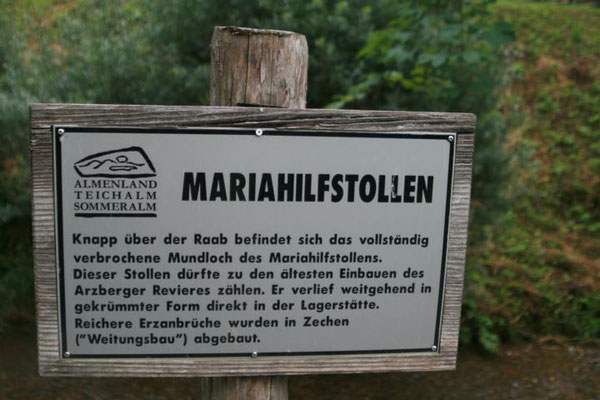 ALMENLAND
TEICHALM
SOMMERALM
MARIAHILFSTOLLEN
Knapp über der Raab befindet sich das vollständig
verbrochene Mundloch des Mariahilfstollens.
Dieser Stollen dürfte zu den ältesten Einbauen des
Arzberger Revieres zählen. Er verlief weitgehend in
gekrümmter Form direkt in der Lagerstätte.
Reichere Erzanbrüche wurden in Zechen
("Weitungsbau") abgebaut.